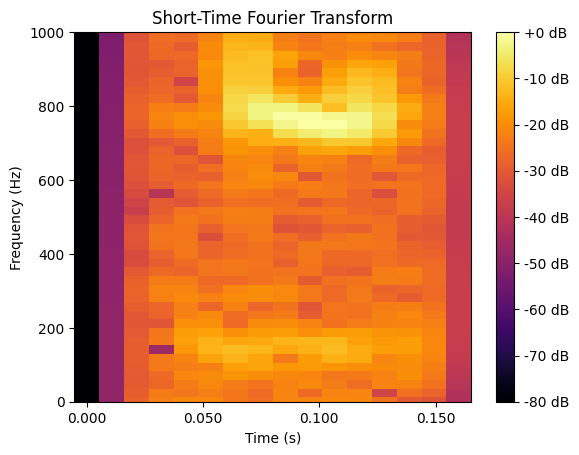 Short-Time Fourier Transform
1000
800
600
400
200
0
Frequency (Hz)
0.000
0.050
0.100
0.150
Time (s)
+0 dB
-10 dB
-20 dB
-30 dB
-40 dB
-50 dB
-60 dB
-70 dB
-80 dB